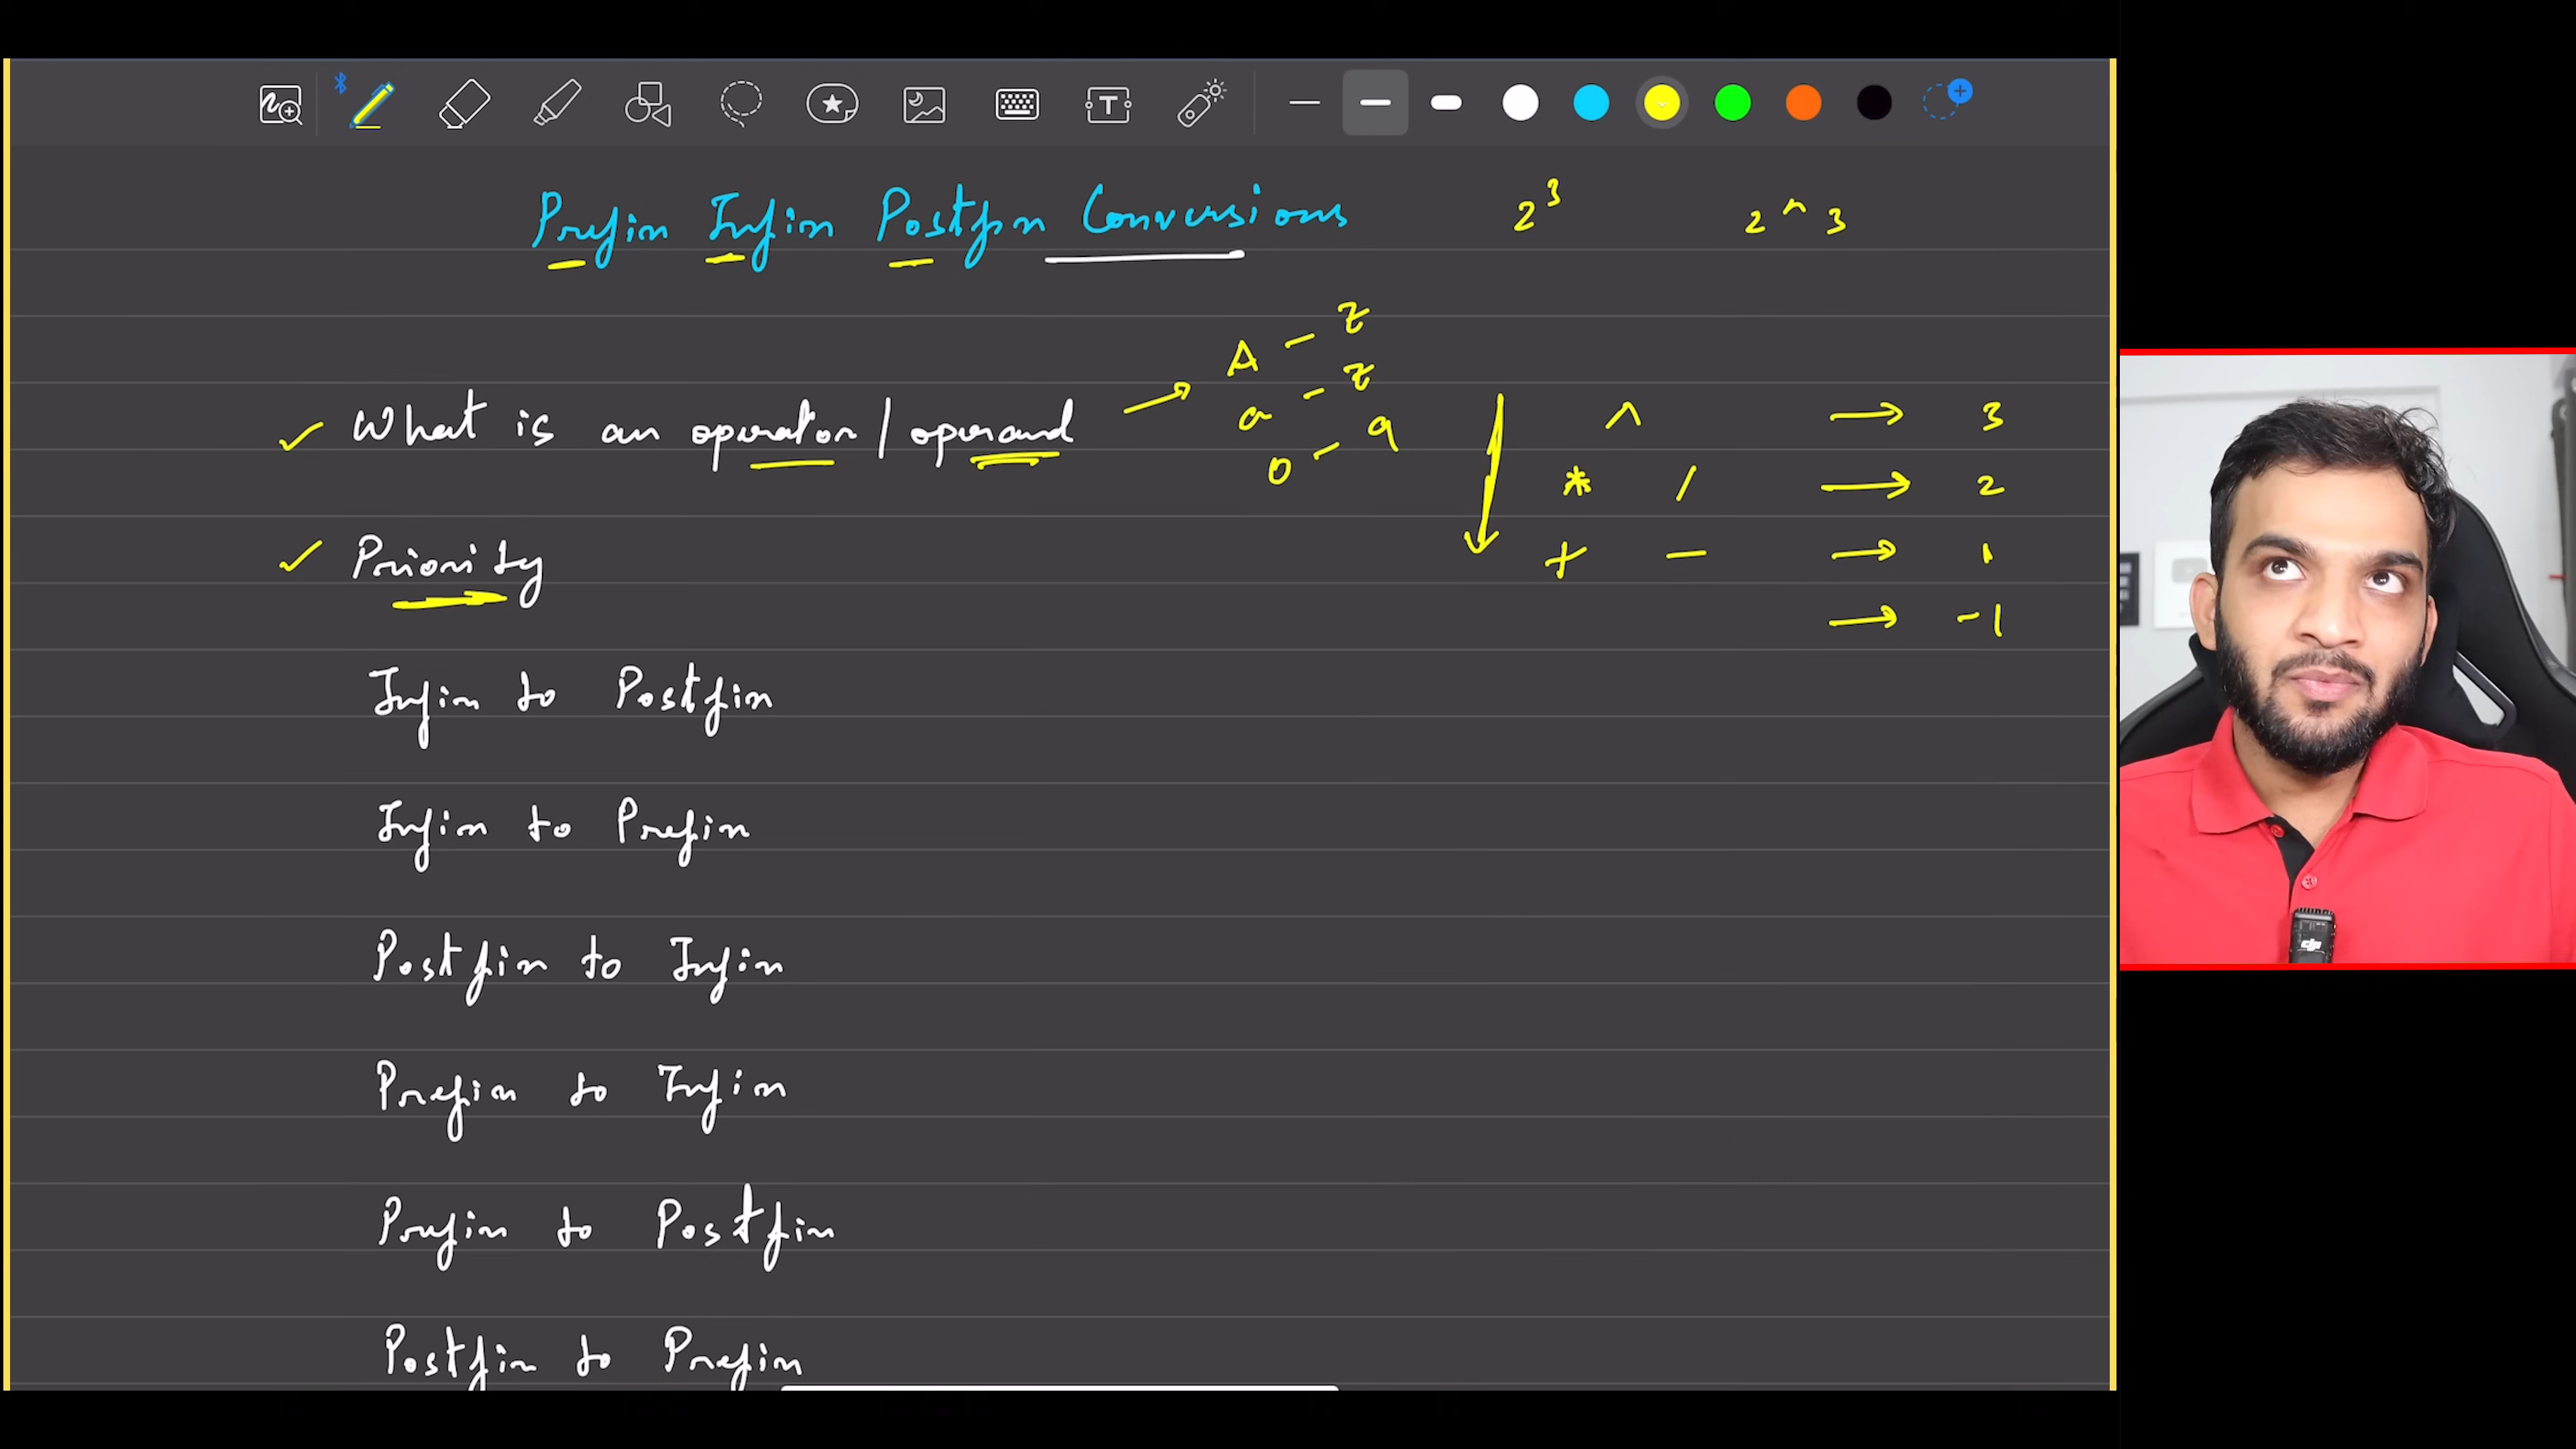 Prefix Infix Postfix Conversions 2^3 2 ^ 3
A - Z
a - z
What is an operator / operand → 0 - 9
^ → 3
* / → 2
Priority + - → 1
→ -1
Infix to Postfix
Infix to Prefix
Postfix to Infix
Prefix to Infix
Prefix to Postfix
Postfix to Prefix